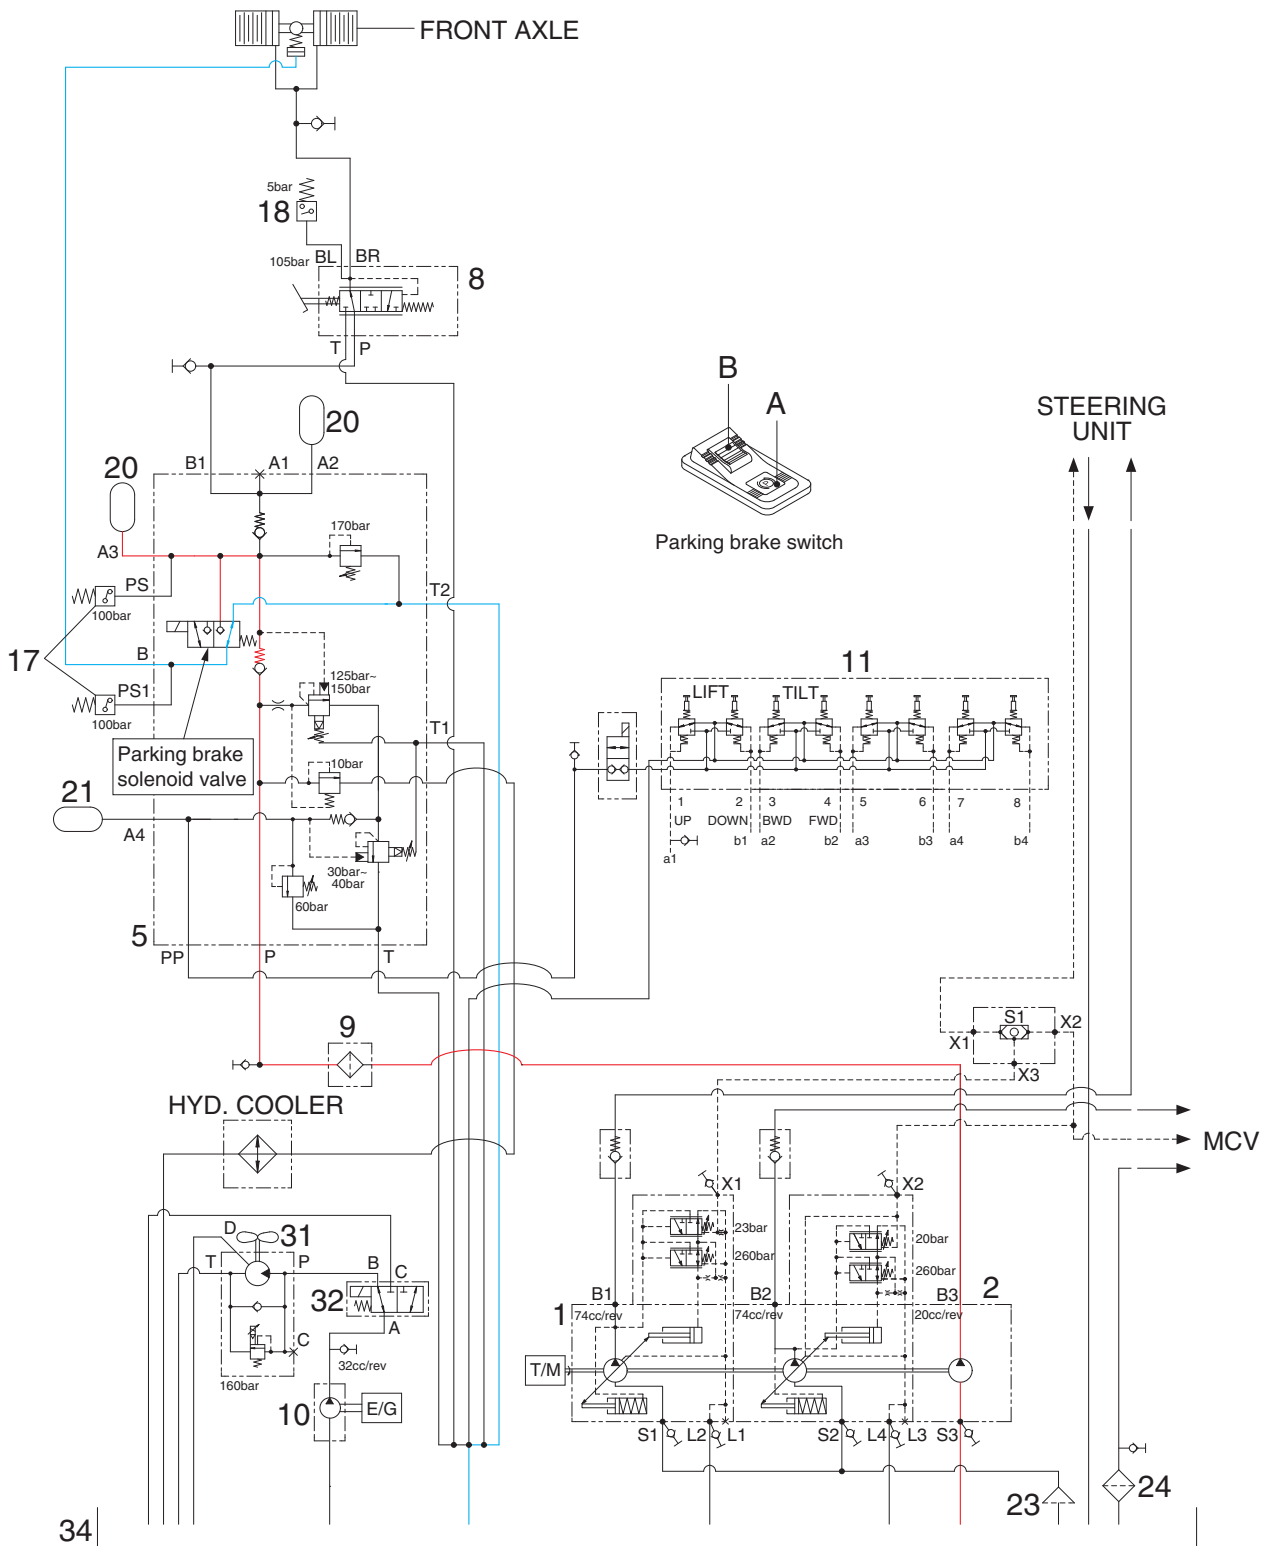 FRONT AXLE
5bar
18
BL BR
105bar
8
T P
B
A
20
STEERING
UNIT
B1 A1 A2
20
170bar
Parking brake switch
A3
PS
T2
100bar
17
B
11
125bar~
150bar
LIFT TILT
PS1
100bar
T1
Parking brake
solenoid valve
10bar
21
A4
1 2 3 4 5 6 7 8
UP DOWN BWD FWD
a1 b1 a2 b2 a3 b3 a4 b4
30bar~
40bar
60bar
5
PP P T
S1
X1 X2
9
X3
HYD. COOLER
MCV
X1 X2
D 31
23bar
20bar
T P
260bar
260bar
B C
32
B1 B2 B3 2
1 74cc/rev 74cc/rev 20cc/rev
A
C
32cc/rev
T/M
160bar
10 E/G
S1 L2 L1 S2 L4 L3 S3
23 24
34